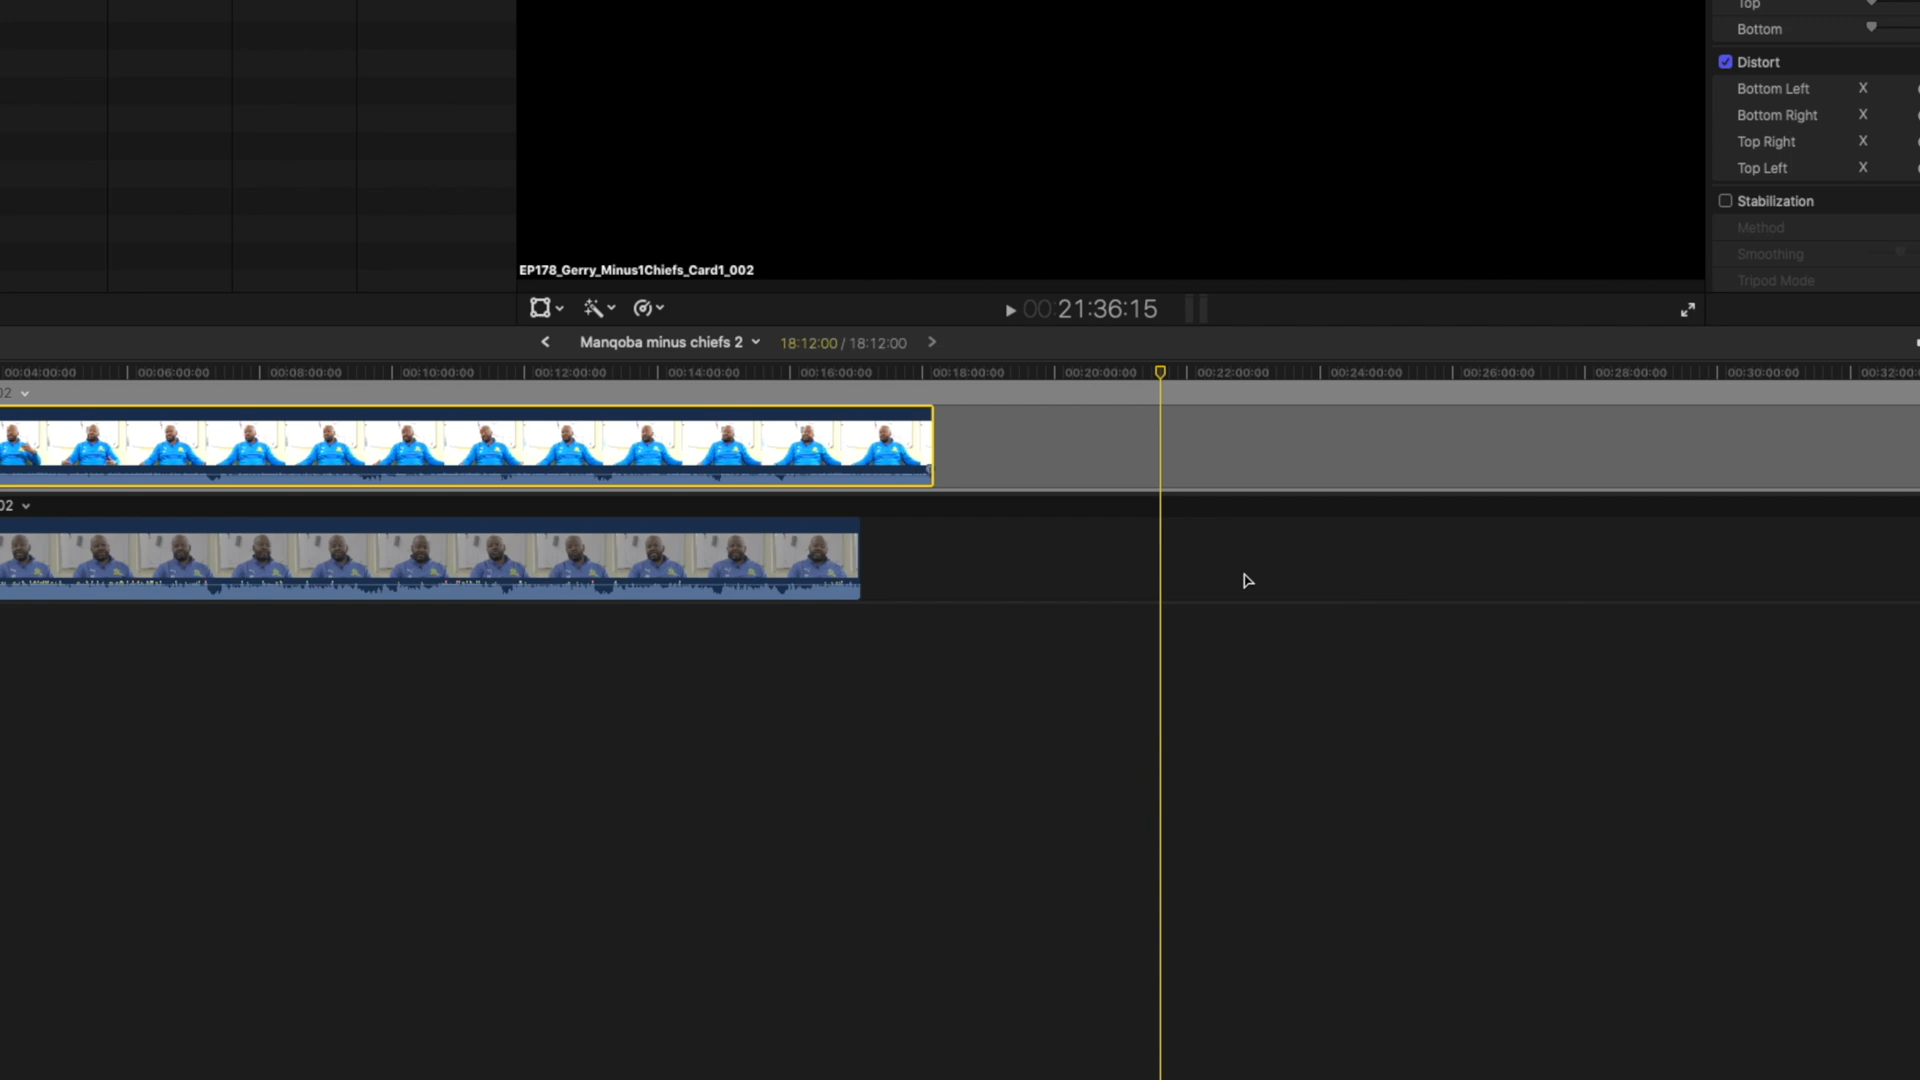 Top
Bottom
Distort
Bottom Left X
Bottom Right X
Top Right X
Top Left X
Stabilization
Method
Smoothing
Tripod Mode
EP178_Gerry_Minus1Chiefs_Card1_002
00:21:36:15
Manqoba minus chiefs 2 18:12:00 / 18:12:00
00:04:00:00 00:06:00:00 00:08:00:00 00:10:00:00 00:12:00:00 00:14:00:00 00:16:00:00 00:18:00:00 00:20:00:00 00:22:00:00 00:24:00:00 00:26:00:00 00:28:00:00 00:30:00:00 00:32:00:
02
02